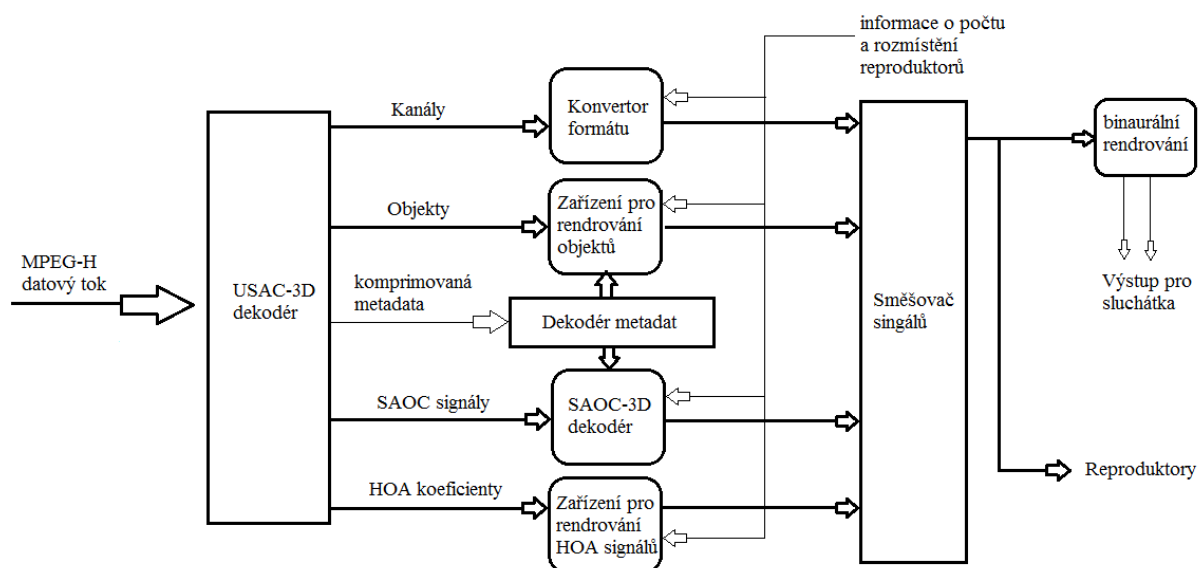 informace o počtu
a rozmístění
reproduktorů
Kanály
Konvertor
formátu
binaurální
rendrování
Objekty
Zařízení pro
rendrování
objektů
MPEG-H
datový tok
USAC-3D
dekodér
komprimovaná
metadata
Dekodér metadat
Směšovač
singálů
Výstup pro
sluchátka
SAOC signály
SAOC-3D
dekodér
HOA koeficienty
Zařízení pro
rendrování
HOA signálů
Reproduktory